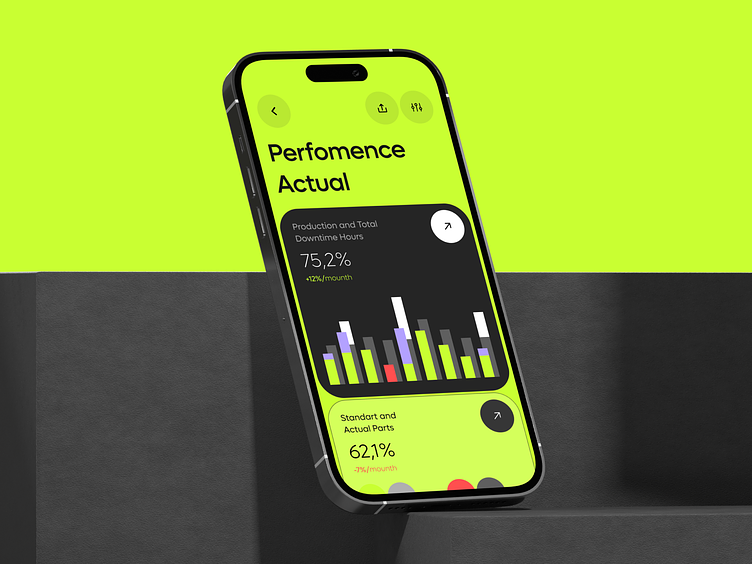 Perfomence
Actual
Production and Total
Downtime Hours
75,2%
+12%/mounth
Standart and
Actual Parts
62,1%
-7%/mounth